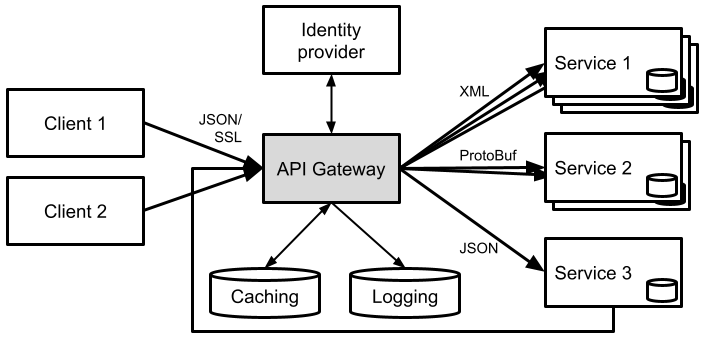 Identity
provider
Client 1
JSON/
SSL
Client 2
API Gateway
XML
Service 1
ProtoBuf
Service 2
JSON
Service 3
Caching
Logging